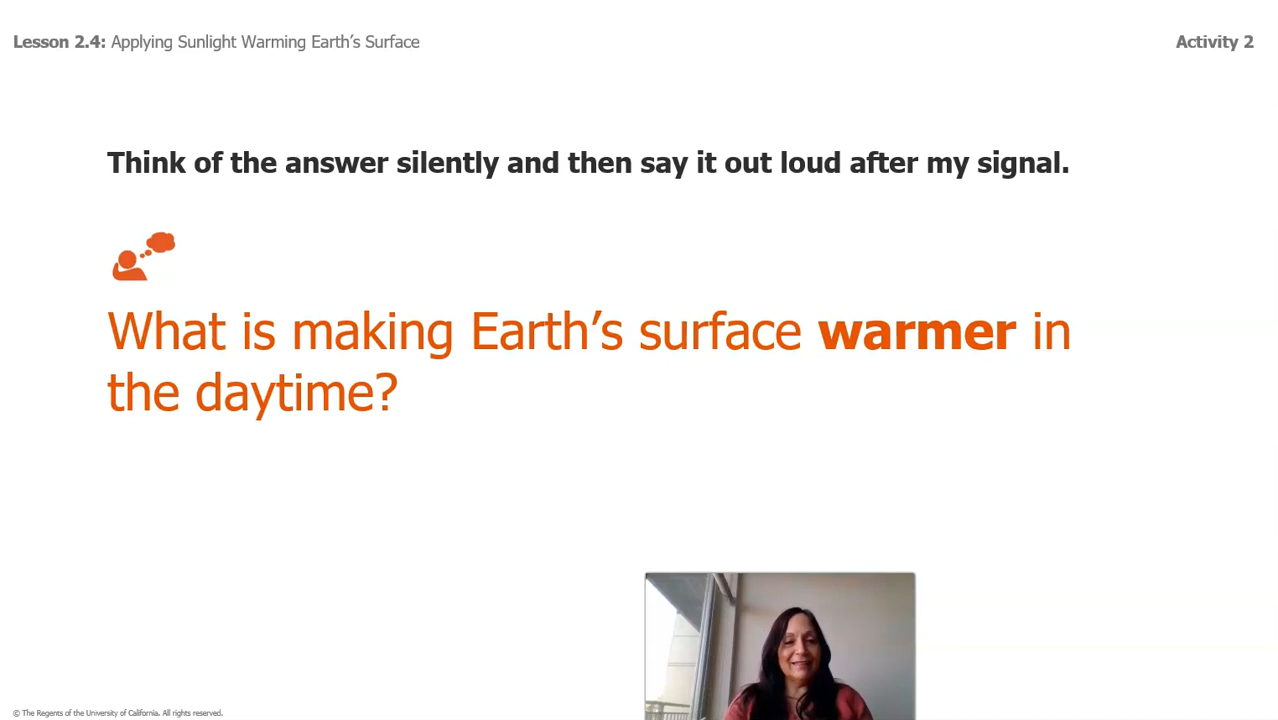 Lesson 2.4: Applying Sunlight Warming Earth’s Surface
Activity 2
Think of the answer silently and then say it out loud after my signal.
What is making Earth’s surface warmer in
the daytime?
© The Regents of the University of California. All rights reserved.